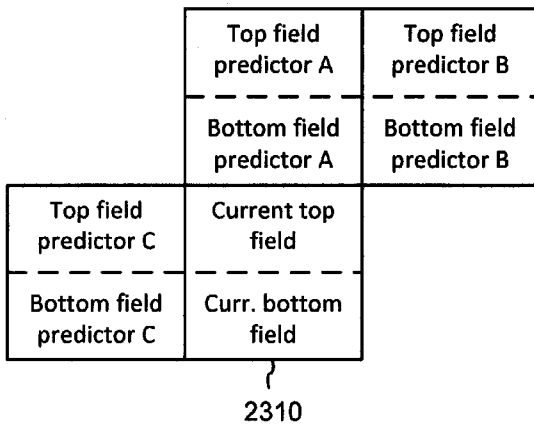 Top field
predictor A
Top field
predictor B
Bottom field
predictor A
Bottom field
predictor B
Top field
predictor C
Current top
field
Bottom field
predictor C
Curr. bottom
field
2310